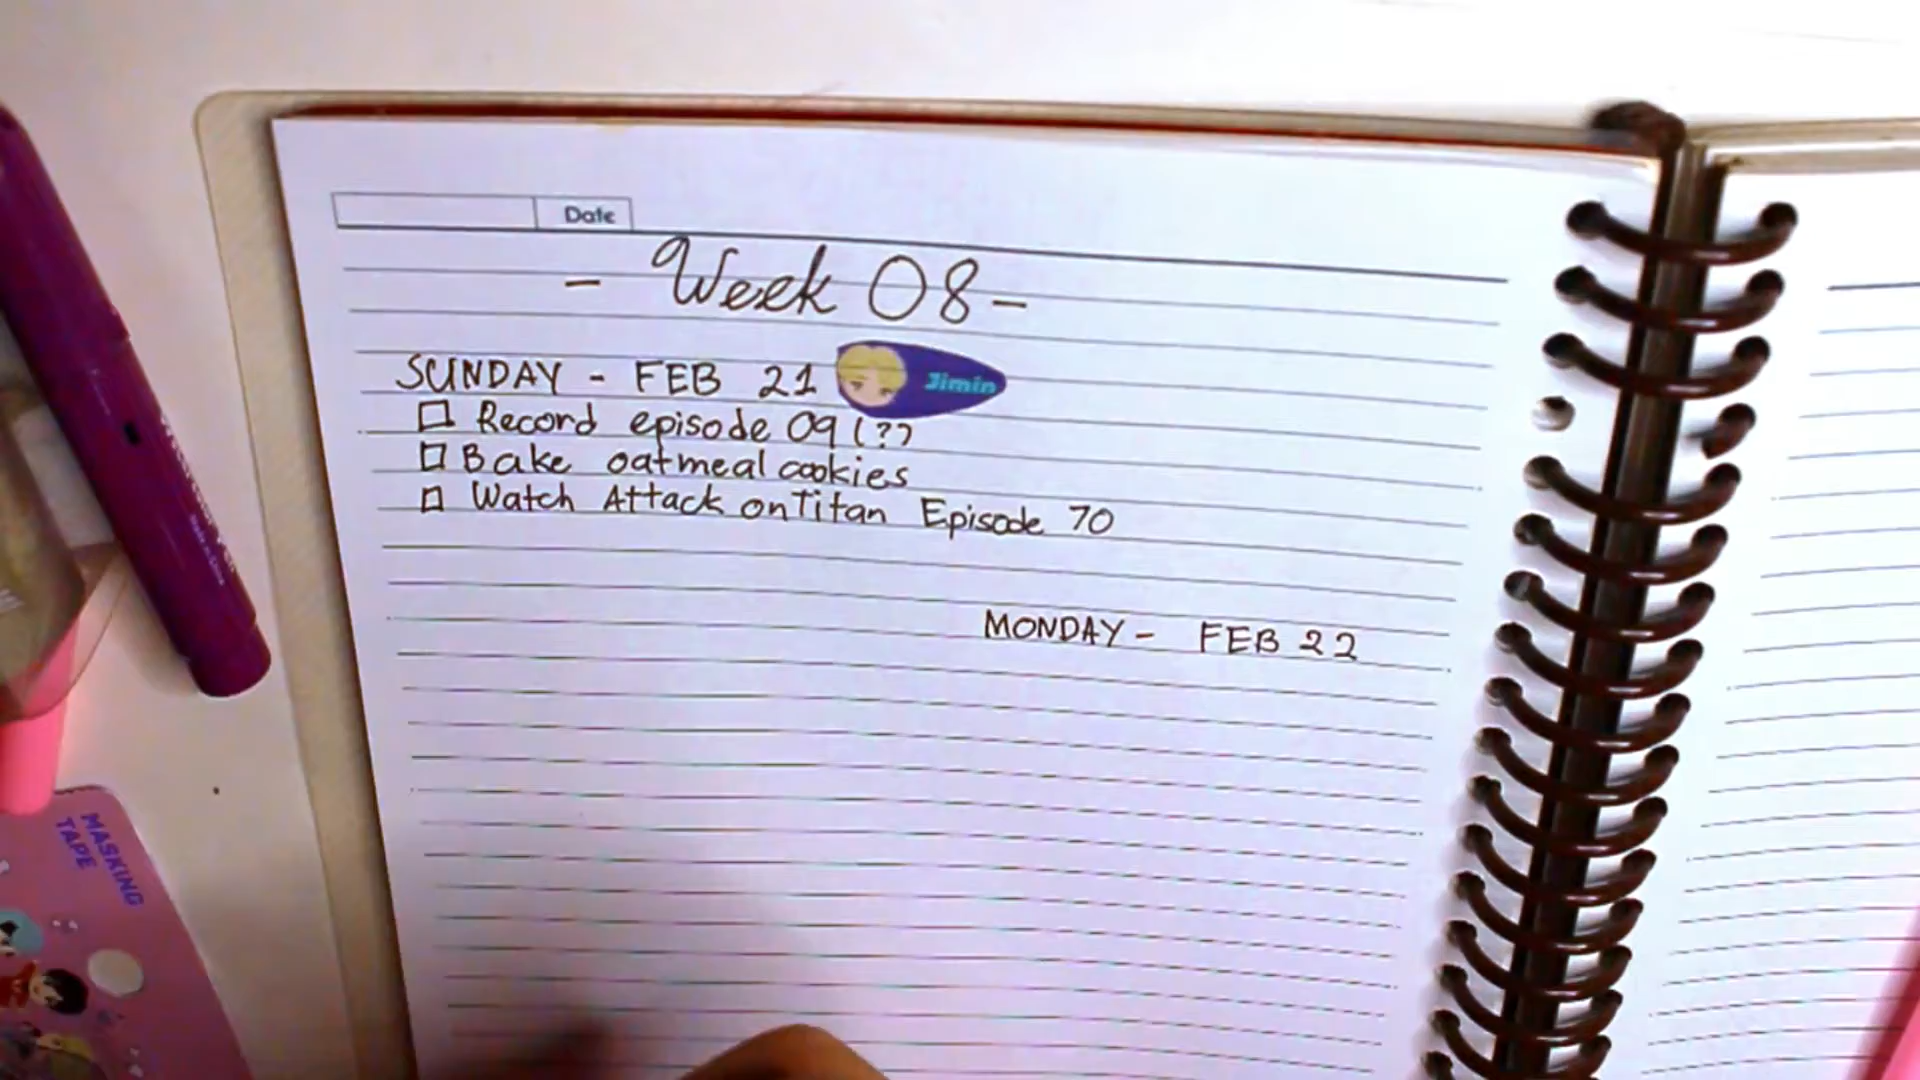 Date
- Week 08 -
SUNDAY - FEB 21
Jimin
Record episode 09 (??)
Bake oatmeal cookies
Watch Attack on Titan Episode 70
MONDAY - FEB 22
MASKING
TAPE